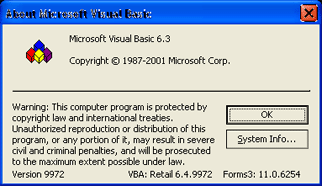 About Microsoft Visual Basic
Microsoft Visual Basic 6.3
Copyright © 1987-2001 Microsoft Corp.
Warning: This computer program is protected by
copyright law and international treaties.
Unauthorized reproduction or distribution of this
program, or any portion of it, may result in severe
civil and criminal penalties, and will be prosecuted
to the maximum extent possible under law.
OK
System Info...
Version 9972 VBA: Retail 6.4.9972 Forms3: 11.0.6254